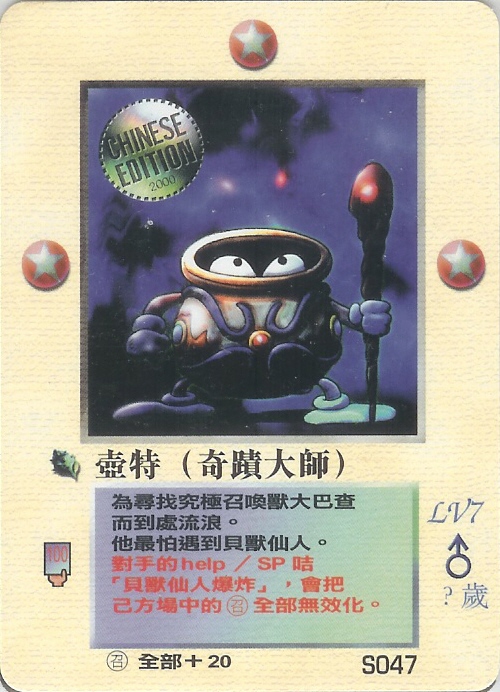 CHINESE
EDITION
2000
壺特（奇蹟大師）
為尋找究極召喚獸大巴查
而到處流浪。
他最怕遇到貝獸仙人。
對手的help／SP 咭
「貝獸仙人爆炸」，會把
己方場中的㊁全部無效化。
LV7
♂
？歲
100
召 全部＋20
S047